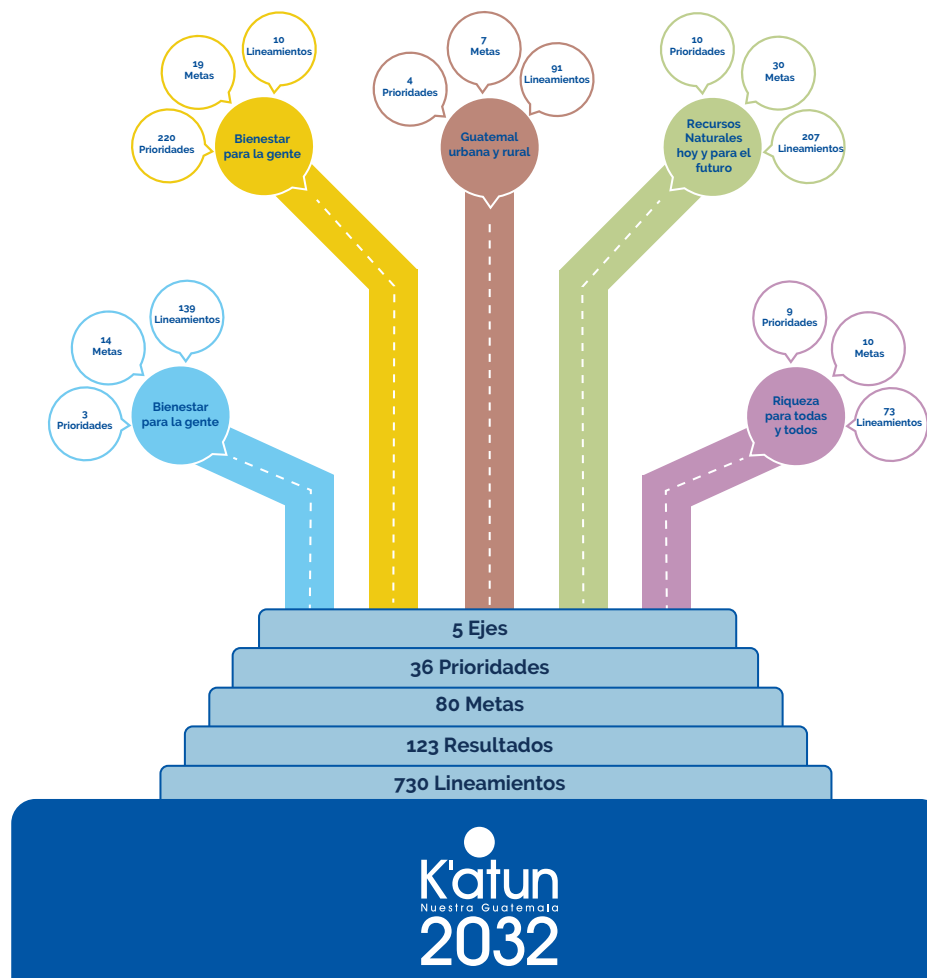 10
Lineamientos
19
Metas
220
Prioridades
Bienestar
para la gente
7
Metas
4
Prioridades
91
Lineamientos
Guatemal
urbana y rural
10
Prioridades
30
Metas
207
Lineamientos
Recursos
Naturales
hoy y para el
futuro
139
Lineamientos
14
Metas
3
Prioridades
Bienestar
para la gente
9
Prioridades
10
Metas
73
Lineamientos
Riqueza
para todas
y todos
5 Ejes
36 Prioridades
80 Metas
123 Resultados
730 Lineamientos
K'atun
Nuestra Guatemala
2032